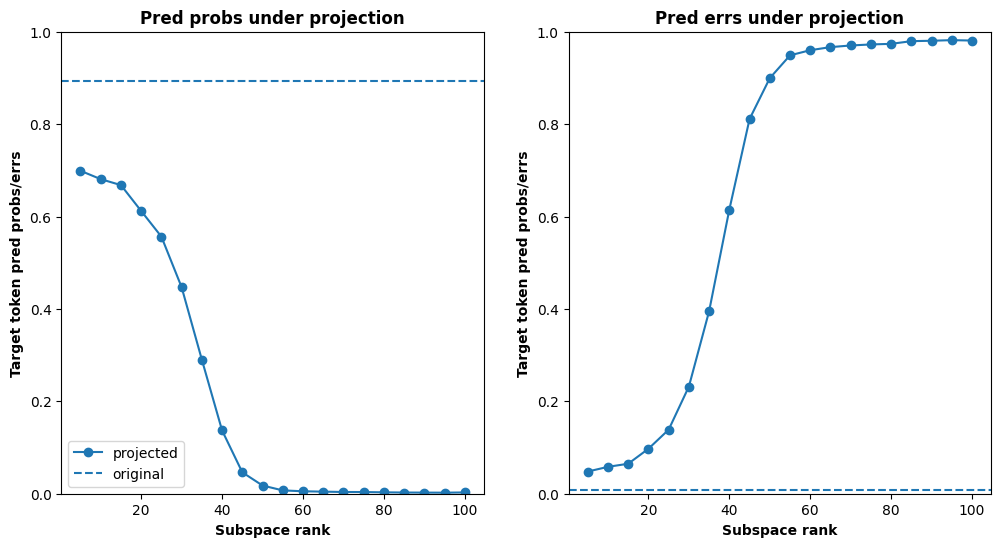 Pred probs under projection
Target token pred probs/errs
1.0
0.8
0.6
0.4
0.2
0.0
projected
original
20
40
60
80
100
Subspace rank
Pred errs under projection
Target token pred probs/errs
1.0
0.8
0.6
0.4
0.2
0.0
20
40
60
80
100
Subspace rank